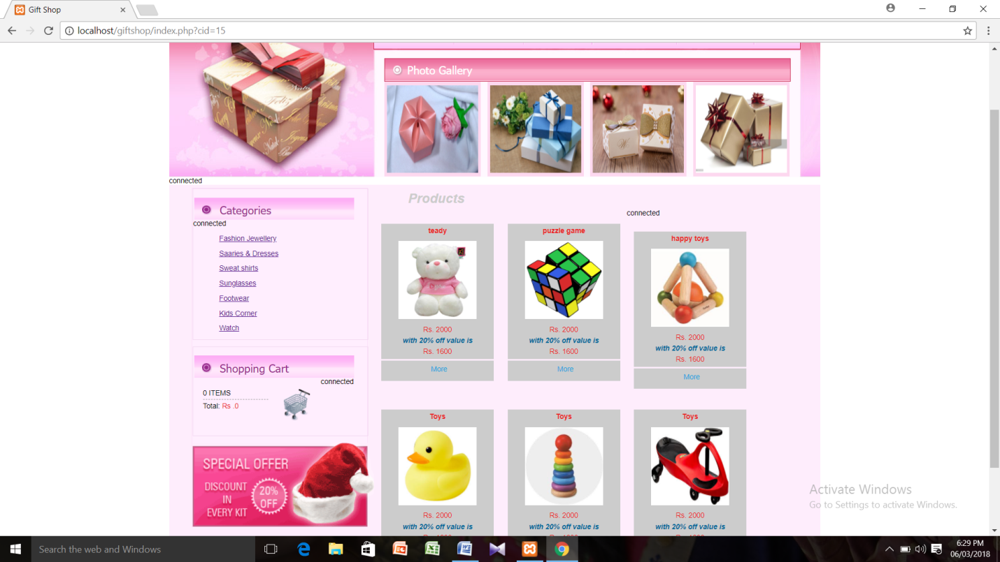 Gift Shop
localhost/giftshop/index.php?cid=15
Photo Gallery
connected
Categories
connected
Fashion Jewellery
Saaries & Dresses
Sweat shirts
Sunglasses
Footwear
Kids Corner
Watch
Shopping Cart
connected
0 ITEMS
Total: Rs .0
SPECIAL OFFER
DISCOUNT
IN
EVERY KIT
20%
OFF
Products
connected
teady
Rs. 2000
with 20% off value is
Rs. 1600
More
puzzle game
Rs. 2000
with 20% off value is
Rs. 1600
More
happy toys
Rs. 2000
with 20% off value is
Rs. 1600
More
Toys
Rs. 2000
with 20% off value is
Toys
Rs. 2000
with 20% off value is
Toys
Rs. 2000
with 20% off value is
Activate Windows
Go to Settings to activate Windows.
Search the web and Windows
6:29 PM
06/03/2018